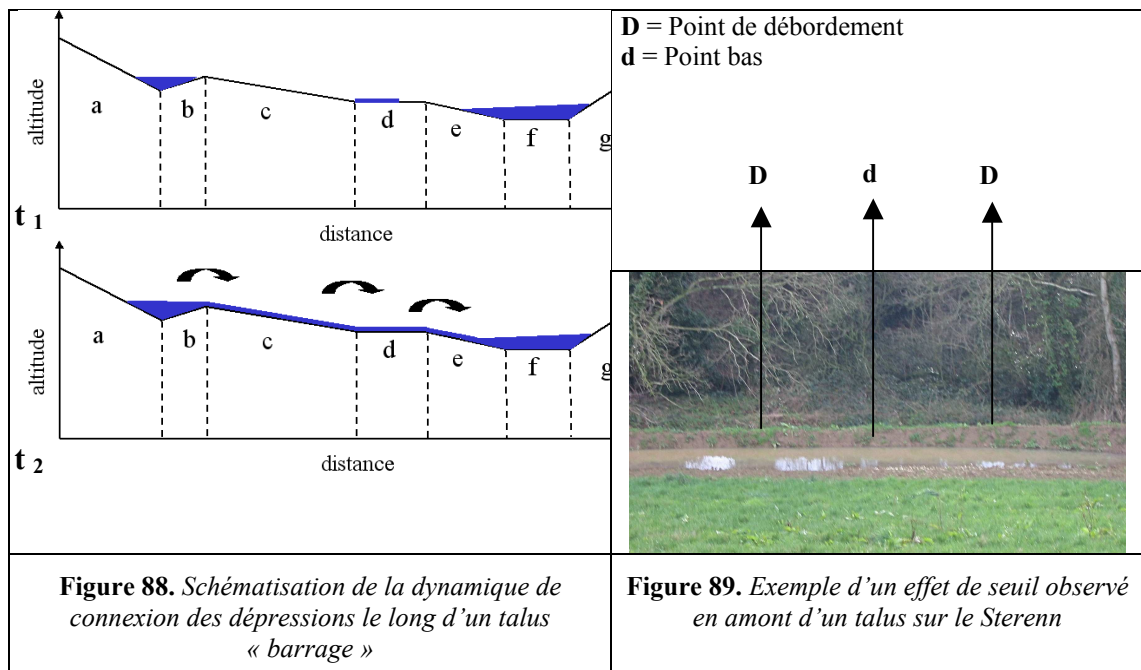 altitude
a
b
c
d
e
f
g
t 1
distance
altitude
a
b
c
d
e
f
g
t 2
distance
D = Point de débordement
d = Point bas
D
d
D
Figure 88. Schématisation de la dynamique de
connexion des dépressions le long d’un talus
« barrage »
Figure 89. Exemple d’un effet de seuil observé
en amont d’un talus sur le Sterenn